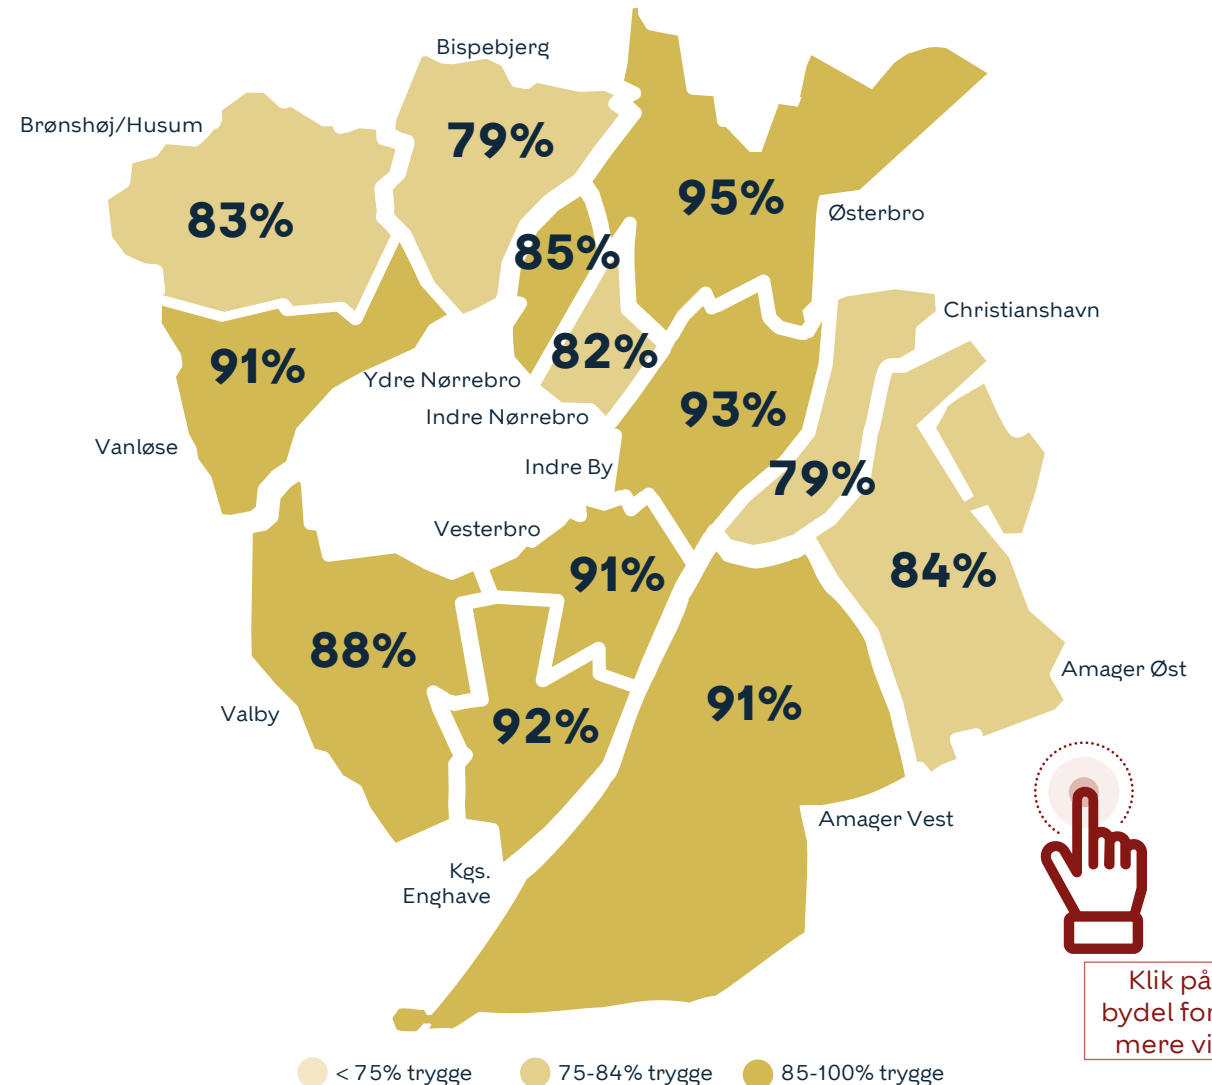 Bispebjerg
Brønshøj/Husum
79%
95%
Østerbro
83%
85%
Christianshavn
82%
91%
Ydre Nørrebro
93%
Indre Nørrebro
Vanløse
Indre By
79%
Vesterbro
91%
84%
88%
Amager Øst
91%
Valby
92%
Amager Vest
Kgs.
Enghave
Klik på
bydel for
mere vi
< 75% trygge
75-84% trygge
85-100% trygge